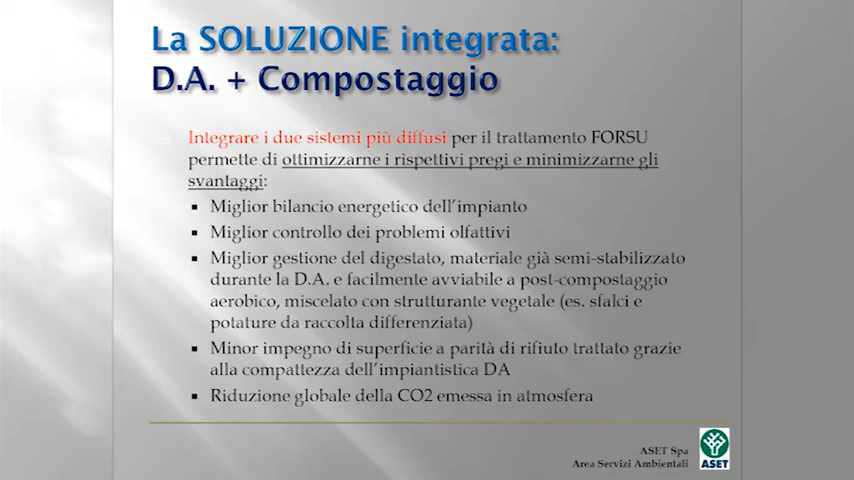 La SOLUZIONE integrata:
D.A. + Compostaggio
Integrare i due sistemi più diffusi per il trattamento FORSU
permette di ottimizzarne i rispettivi pregi e minimizzarne gli
svantaggi:
▪ Miglior bilancio energetico dell'impianto
▪ Miglior controllo dei problemi olfattivi
▪ Miglior gestione del digestato, materiale già semi-stabilizzato
durante la D.A. e facilmente avviabile a post-compostaggio
aerobico, miscelato con strutturante vegetale (es. sfalci e
potature da raccolta differenziata)
▪ Minor impegno di superficie a parità di rifiuto trattato grazie
alla compattezza dell'impiantistica DA
▪ Riduzione globale della CO2 emessa in atmosfera
ASET Spa
Area Servizi Ambientali
ASET